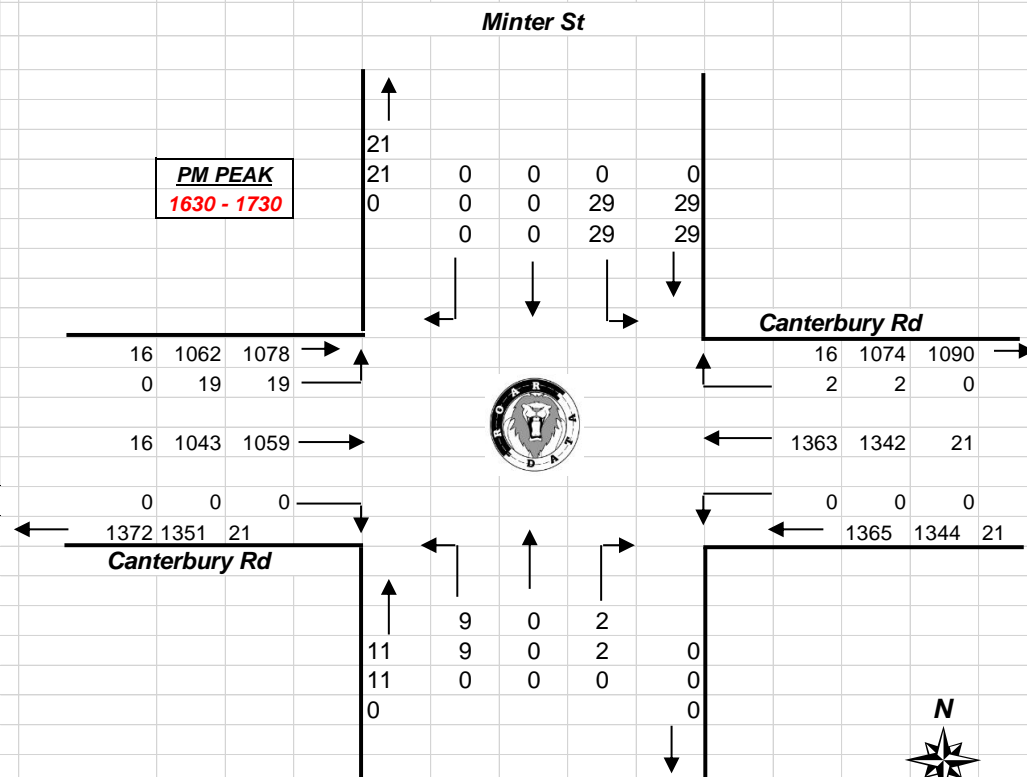 Minter St
21
PM PEAK
21 0 0 0 0
1630 - 1730
0 0 0 29 29
0 0 29 29
Canterbury Rd
16 1062 1078
16 1074 1090
0 19 19
2 2 0
ROAR DATA
16 1043 1059
1363 1342 21
0 0 0
0 0 0
1372 1351 21
1365 1344 21
Canterbury Rd
9 0 2
11 9 0 2 0
11 0 0 0 0
0 0
N